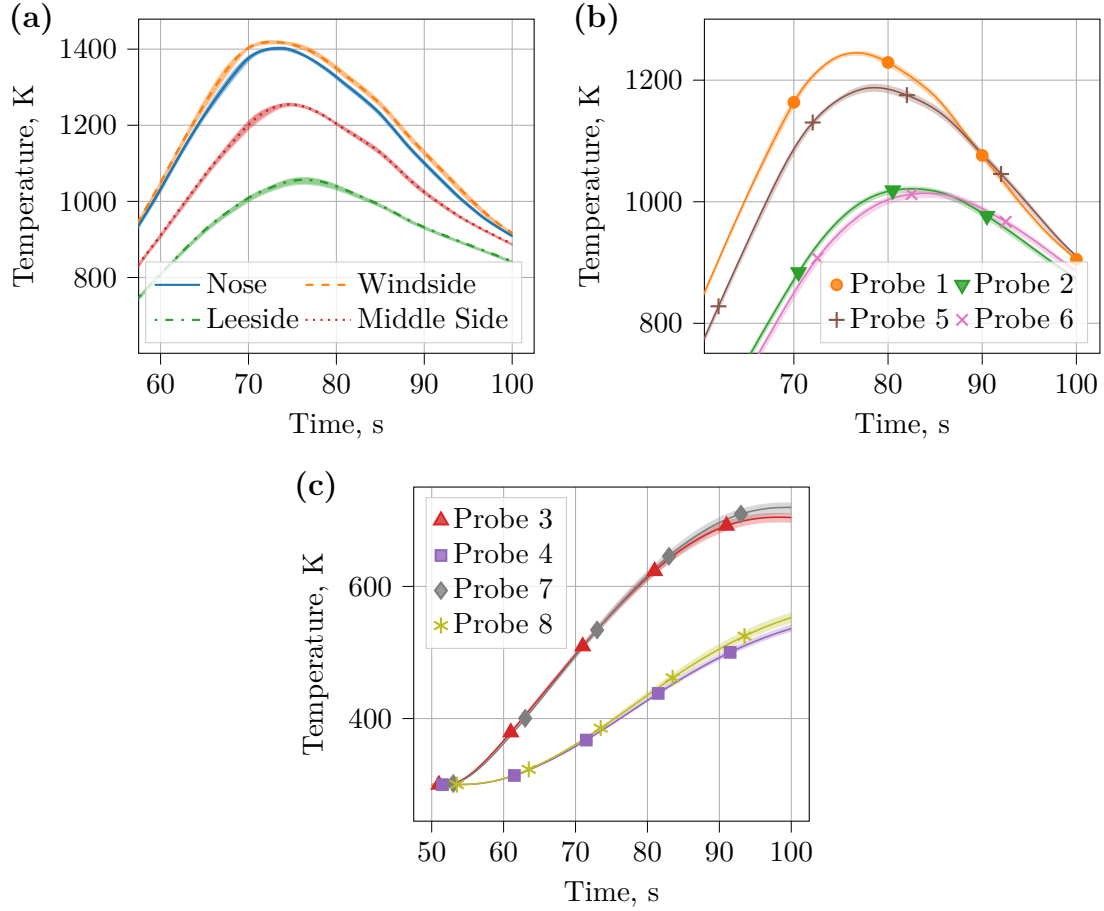 (a)
1400
1200
1000
800
Temperature, K
Nose
Windside
Leeside
Middle Side
60 70 80 90 100
Time, s
(b)
1200
1000
800
Temperature, K
Probe 1
Probe 2
Probe 5
Probe 6
70 80 90 100
Time, s
(c)
600
400
Temperature, K
Probe 3
Probe 4
Probe 7
Probe 8
50 60 70 80 90 100
Time, s